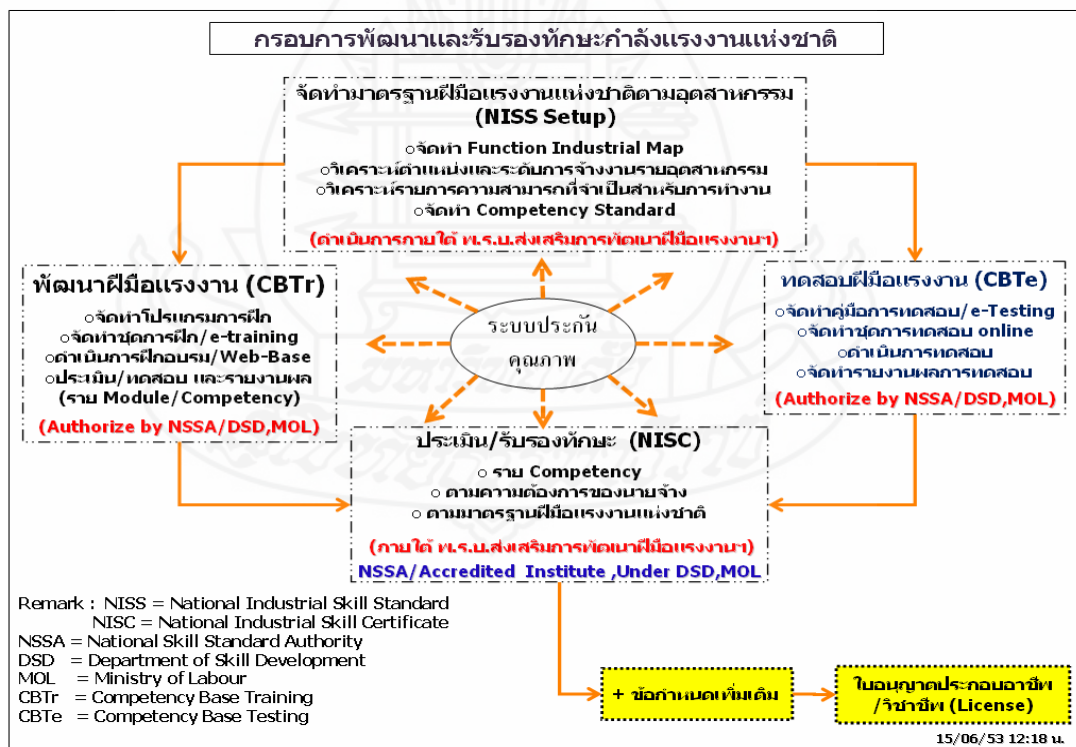 กรอบการพัฒนาและรับรองทักษะกำลังแรงงานแห่งชาติ
จัดทำมาตรฐานฝีมือแรงงานแห่งชาติตามอุตสาหกรรม
(NISS Setup)
○จัดทำ Function Industrial Map
○วิเคราะห์ตำแหน่งและระดับการจ้างงานรายอุตสาหกรรม
○วิเคราะห์รายการความสามารถที่จำเป็นสำหรับการทำงาน
○จัดทำ Competency Standard
(ดำเนินการภายใต้ พ.ร.บ.ส่งเสริมการพัฒนาฝีมือแรงงานฯ)
พัฒนาฝีมือแรงงาน (CBTr)
○จัดทำโปรแกรมการฝึก
○จัดทำชุดการฝึก/e-training
○ดำเนินการฝึกอบรม/Web-Base
○ประเมิน/ทดสอบ และรายงานผล
(ราย Module/Competency)
(Authorize by NSSA/DSD,MOL)
ระบบประกัน
คุณภาพ
ทดสอบฝีมือแรงงาน (CBTe)
○จัดทำคู่มือการทดสอบ/e-Testing
○จัดทำชุดการทดสอบ online
○ดำเนินการทดสอบ
○จัดทำรายงานผลการทดสอบ
(Authorize by NSSA/DSD,MOL)
ประเมิน/รับรองทักษะ (NISC)
○ ราย Competency
○ ตามความต้องการของนายจ้าง
○ ตามมาตรฐานฝีมือแรงงานแห่งชาติ
(ภายใต้ พ.ร.บ.ส่งเสริมการพัฒนาฝีมือแรงงานฯ)
NSSA/Accredited Institute ,Under DSD,MOL
Remark : NISS = National Industrial Skill Standard
NISC = National Industrial Skill Certificate
NSSA = National Skill Standard Authority
DSD = Department of Skill Development
MOL = Ministry of Labour
CBTr = Competency Base Training
CBTe = Competency Base Testing
+ ข้อกำหนดเพิ่มเติม
ใบอนุญาตประกอบอาชีพ
/วิชาชีพ (License)
15/06/53 12:18 น.